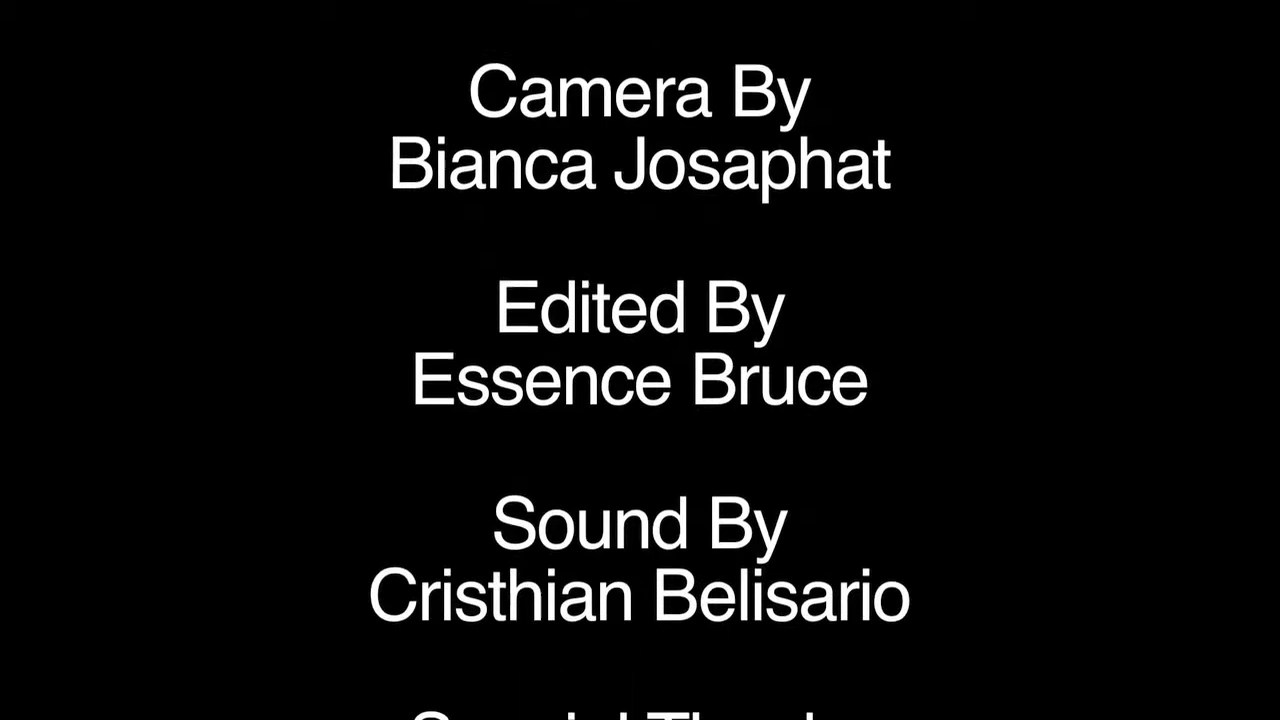 Camera By
Bianca Josaphat
Edited By
Essence Bruce
Sound By
Cristhian Belisario